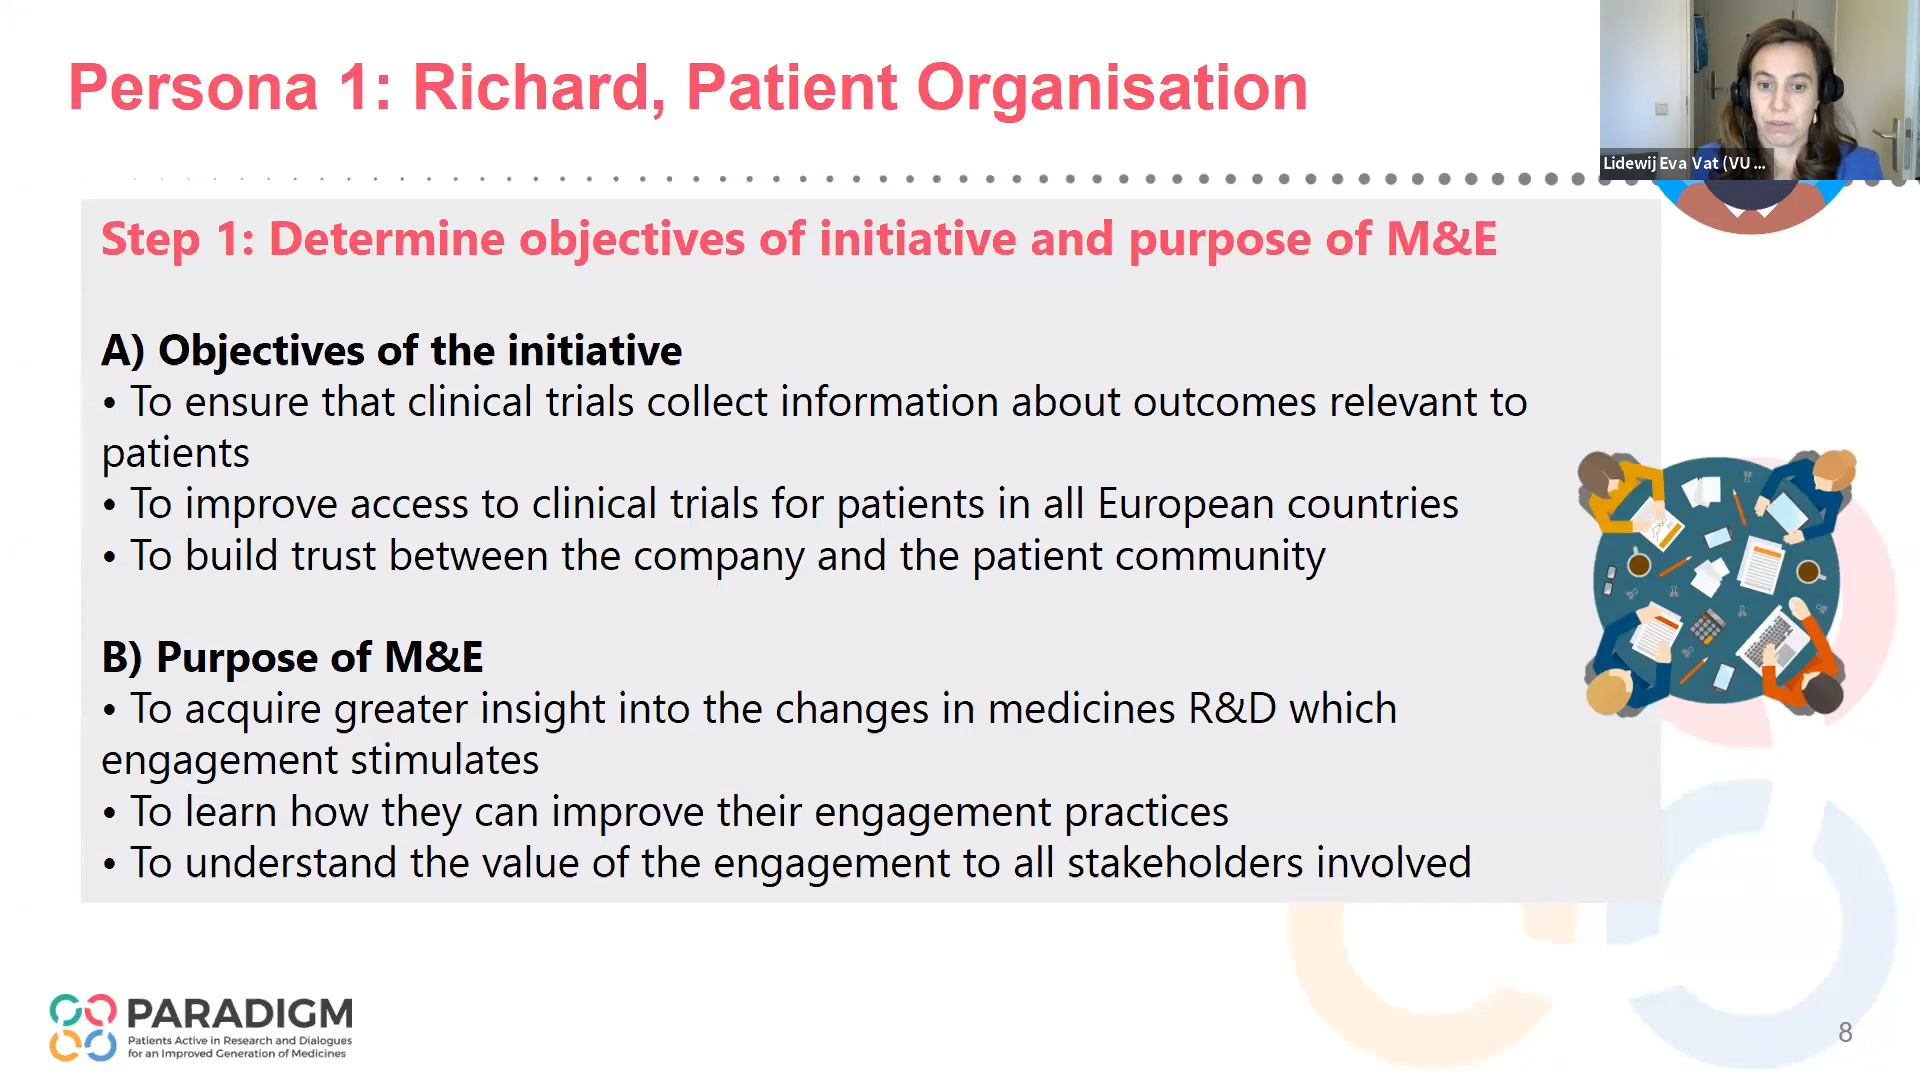 Persona 1: Richard, Patient Organisation
Lidewij Eva Vat (VU ...
Step 1: Determine objectives of initiative and purpose of M&E
A) Objectives of the initiative
• To ensure that clinical trials collect information about outcomes relevant to
patients
• To improve access to clinical trials for patients in all European countries
• To build trust between the company and the patient community
B) Purpose of M&E
• To acquire greater insight into the changes in medicines R&D which
engagement stimulates
• To learn how they can improve their engagement practices
• To understand the value of the engagement to all stakeholders involved
PARADIGM
Patients Active in Research and Dialogues
for an Improved Generation of Medicines
8